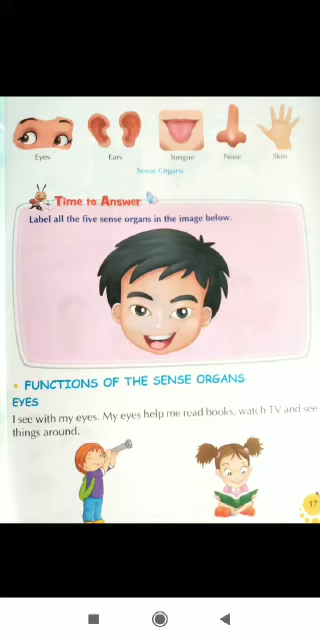 Eyes Ears Tongue Nose Skin
Sense Organs
Time to Answer
Label all the five sense organs in the image below.
• FUNCTIONS OF THE SENSE ORGANS
EYES
I see with my eyes. My eyes help me read books, watch TV and see
things around.
17